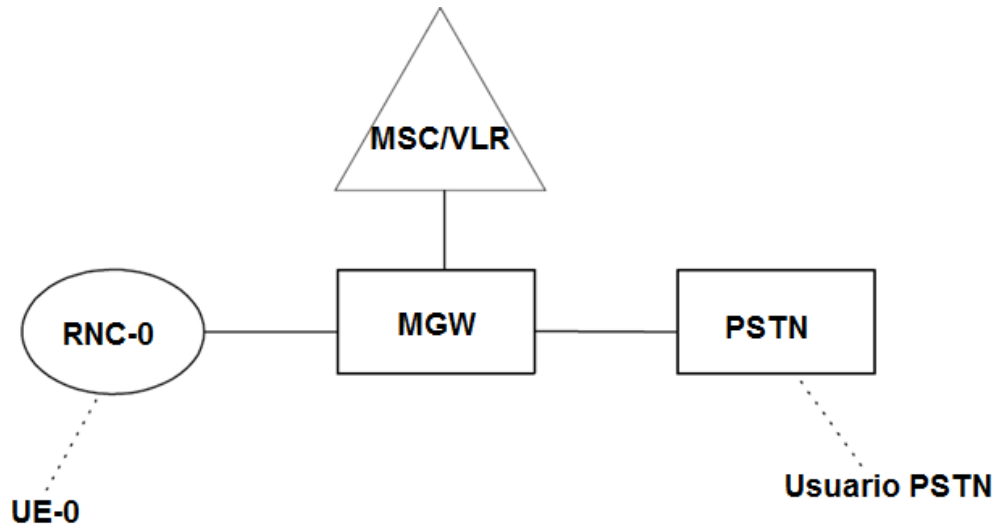 MSC/VLR
RNC-0
MGW
PSTN
UE-0
Usuario PSTN